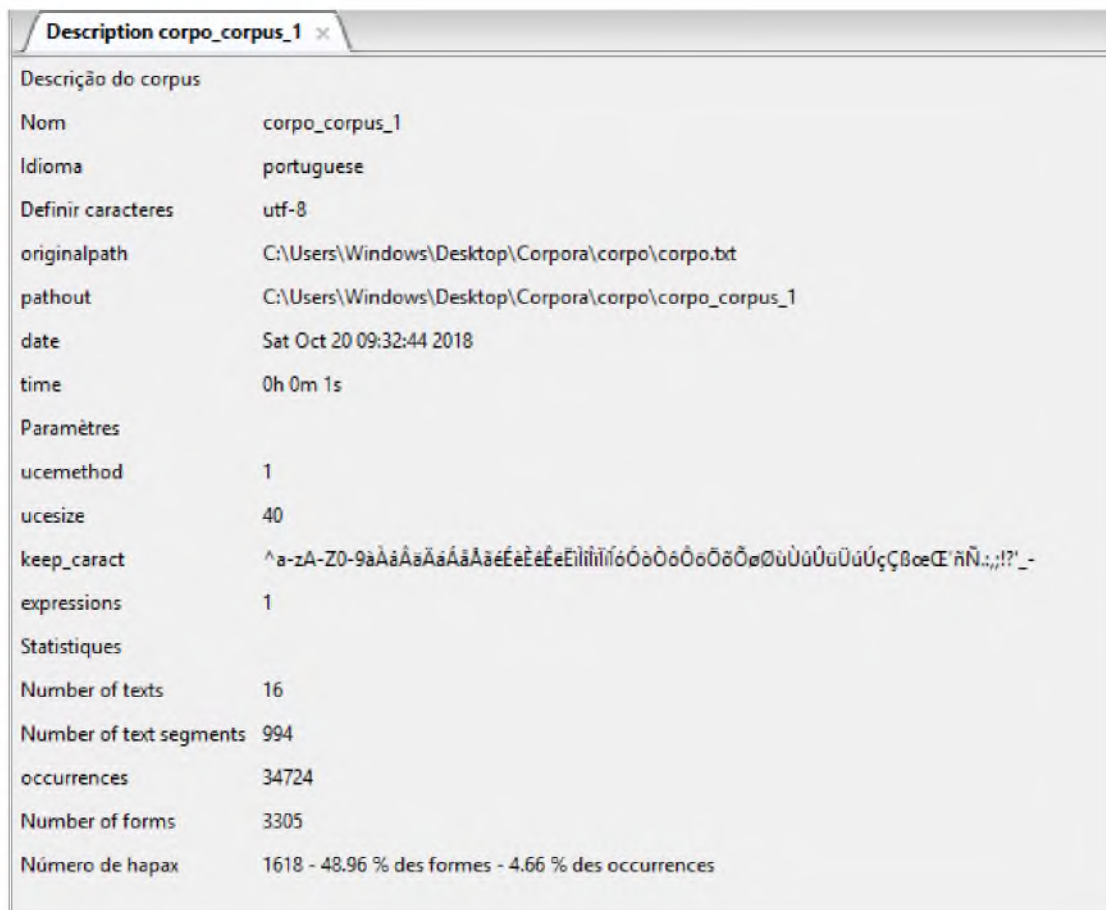 Description corpo_corpus_1 ×
Descrição do corpus
Nom corpo_corpus_1
Idioma portuguese
Definir caracteres utf-8
originalpath C:\Users\Windows\Desktop\Corpora\corpo\corpo.txt
pathout C:\Users\Windows\Desktop\Corpora\corpo\corpo_corpus_1
date Sat Oct 20 09:32:44 2018
time 0h 0m 1s
Paramètres
ucemethod 1
ucesize 40
keep_caract
expressions 1
Statistiques
Number of texts 16
Number of text segments 994
occurrences 34724
Number of forms 3305
Número de hapax 1618 - 48.96 % des formes - 4.66 % des occurrences